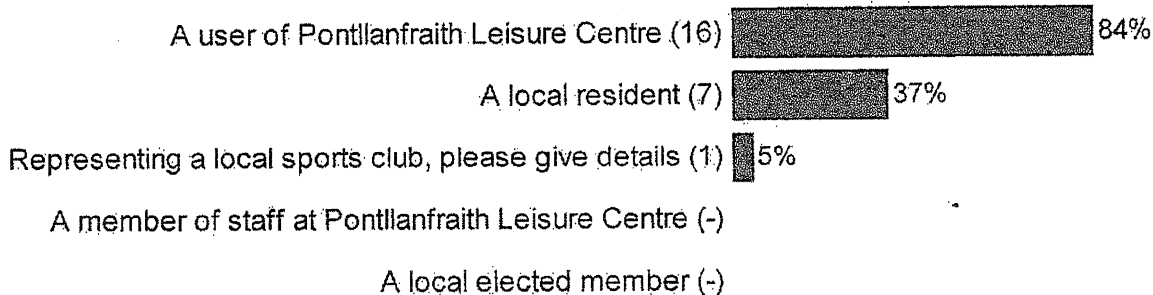 A user of Pontllanfraith Leisure Centre (16) 84%
A local resident (7) 37%
Representing a local sports club, please give details (1) 5%
A member of staff at Pontllanfraith Leisure Centre (-)
A local elected member (-)